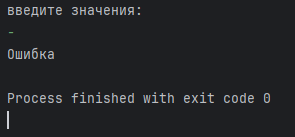 введите значения:
-
Ошибка
Process finished with exit code 0